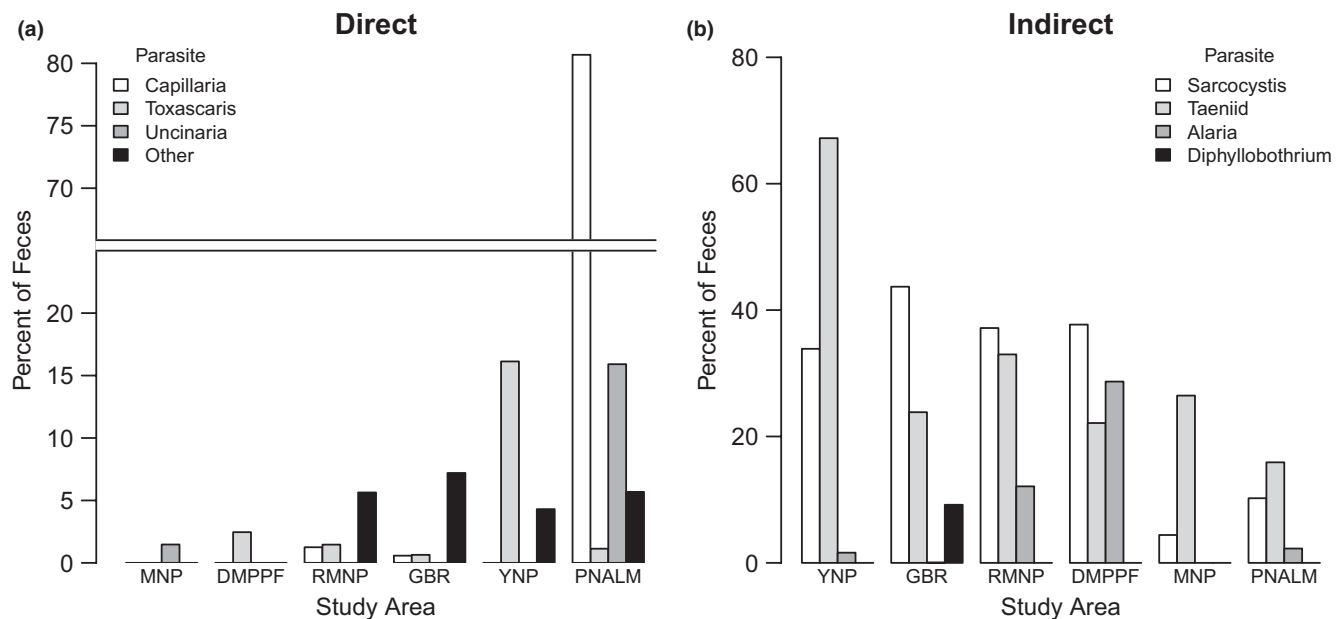 (a)
Direct
Parasite
Capillaria
Toxascaris
Uncinaria
Other
Percent of Feces
80
75
70
20
15
10
5
0
MNP DMPPF RMNP GBR YNP PNALM
Study Area
(b)
Indirect
Parasite
Sarcocystis
Taeniid
Alaria
Diphyllobothrium
Percent of Feces
80
60
40
20
0
YNP GBR RMNP DMPPF MNP PNALM
Study Area